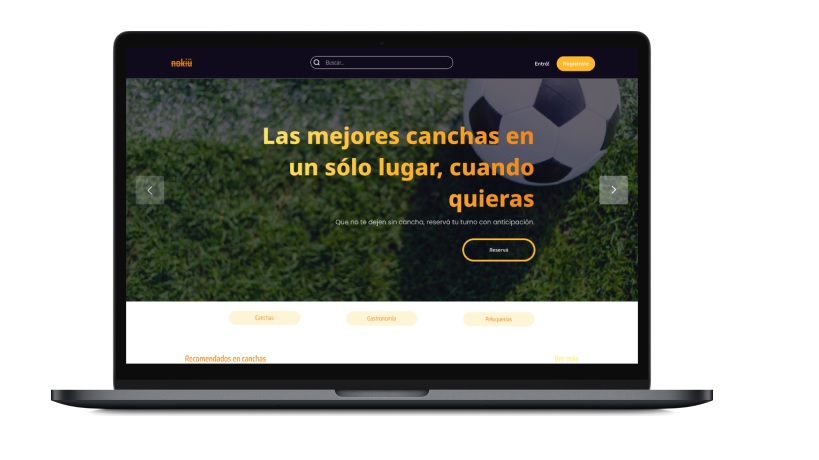 nokiü
Buscar..
Entrá!
Registrate
Las mejores canchas en
un sólo lugar, cuando
quieras
Que no te dejen sin cancha, reservá tu turno con anticipación.
Reservá
Canchas
Gastronomía
Peluquerías
Recomendados en canchas
Ver más